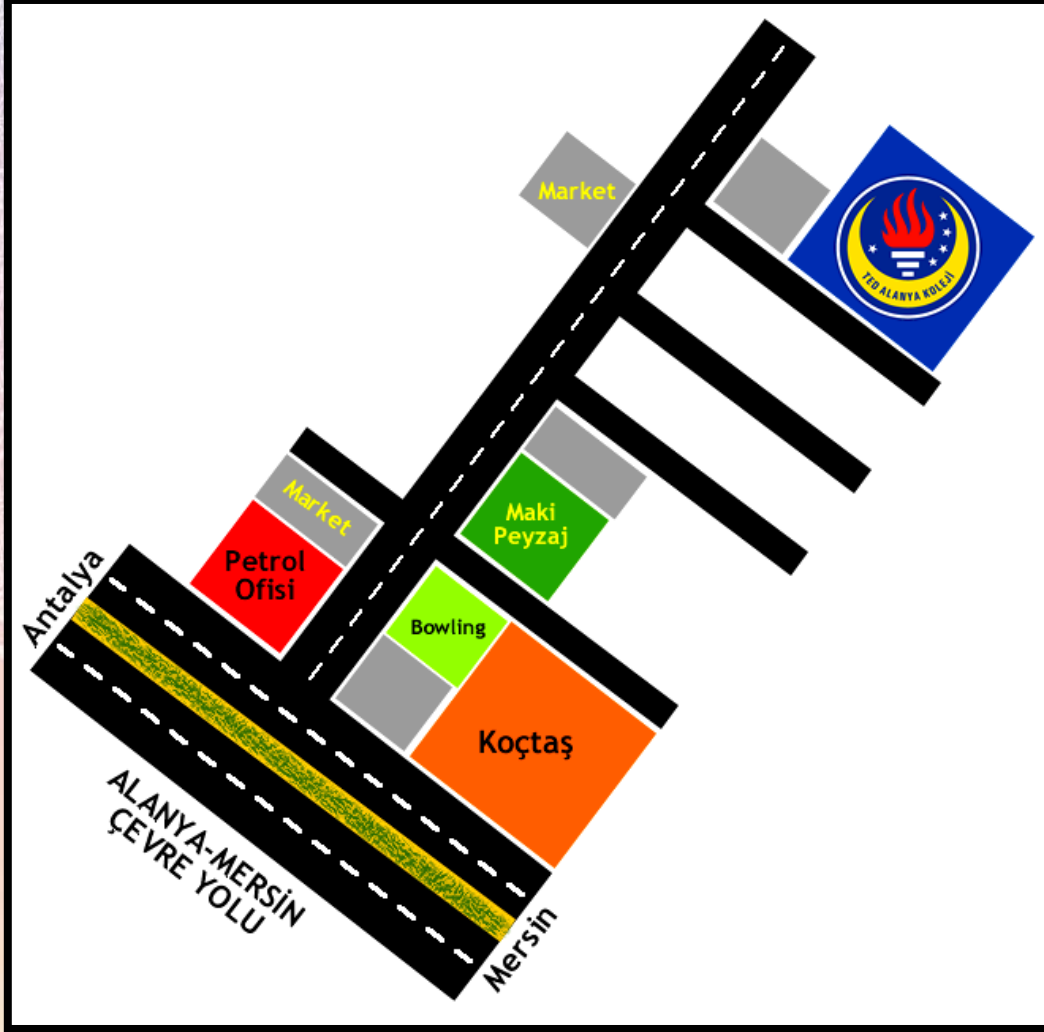 Market
TED ALANYA KOLEJİ
Market
Maki
Peyzaj
Petrol
Ofisi
Antalya
Bowling
Koçtaş
ALANYA-MERSİN
ÇEVRE YOLU
Mersin